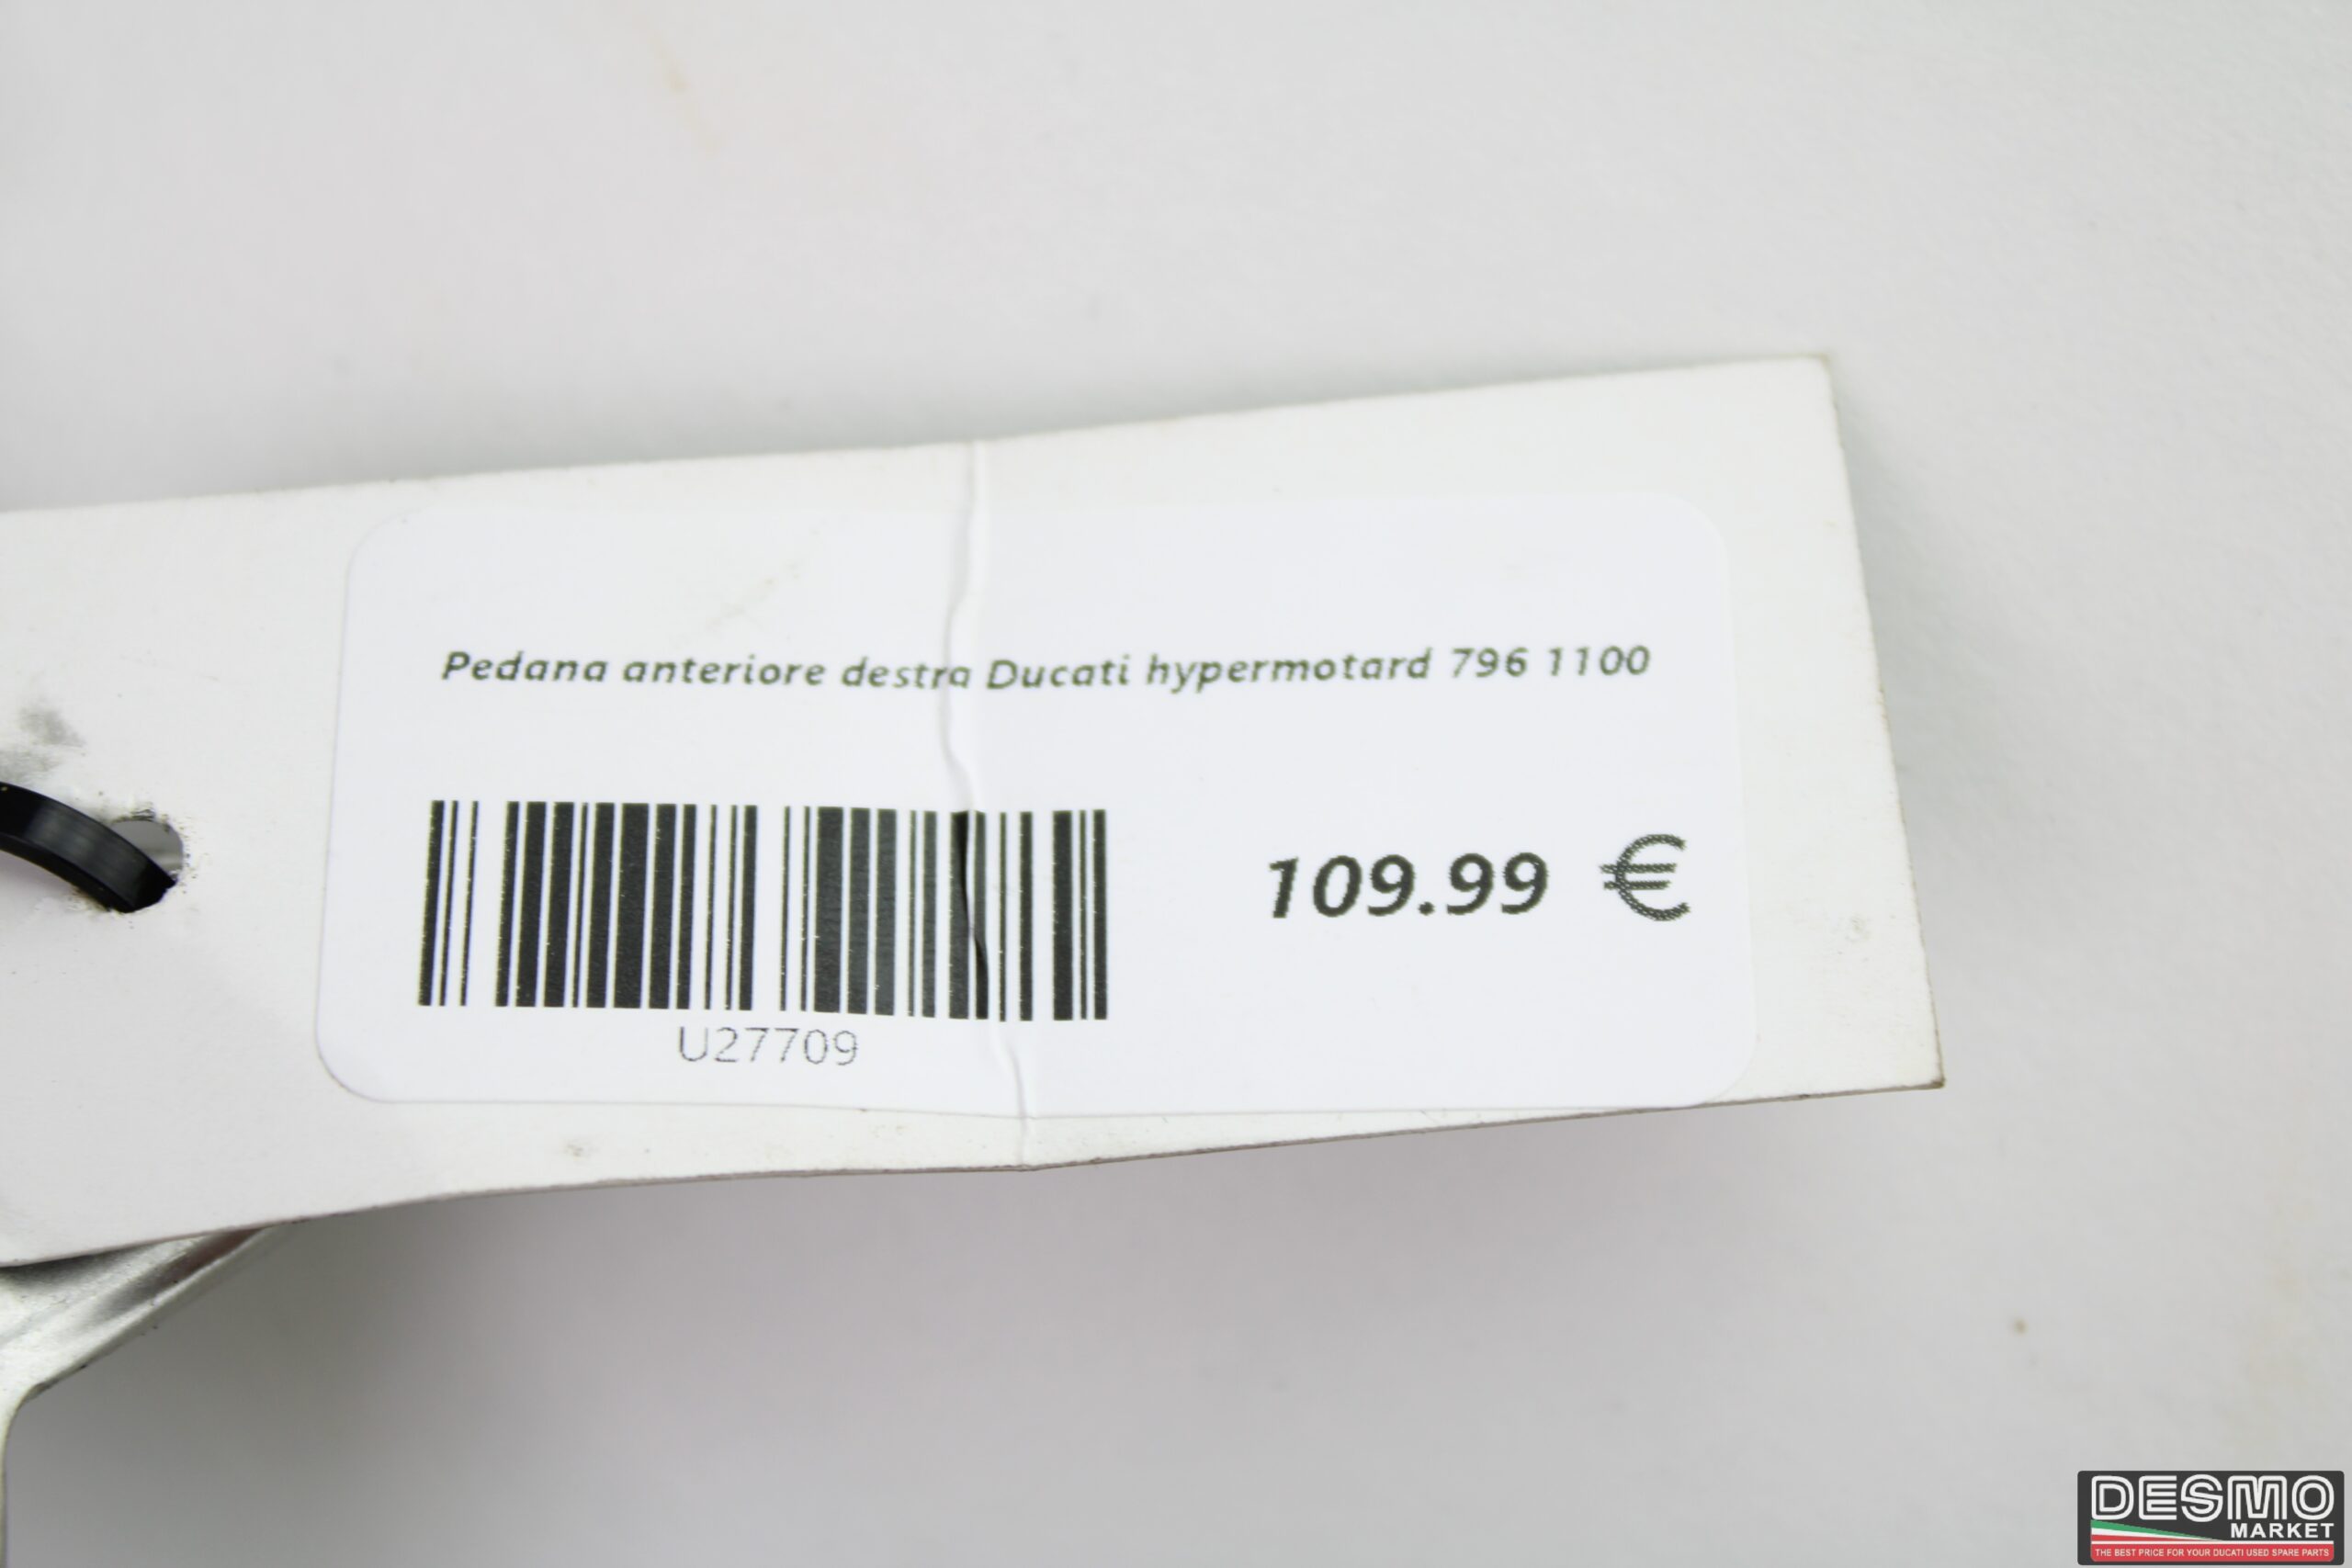 Pedana anteriore destra Ducati hypermotard 796 1100
109.99 €
U27709
DESMO
MARKET
THE BEST PRICE FOR YOUR DUCATI USED SPARE PARTS